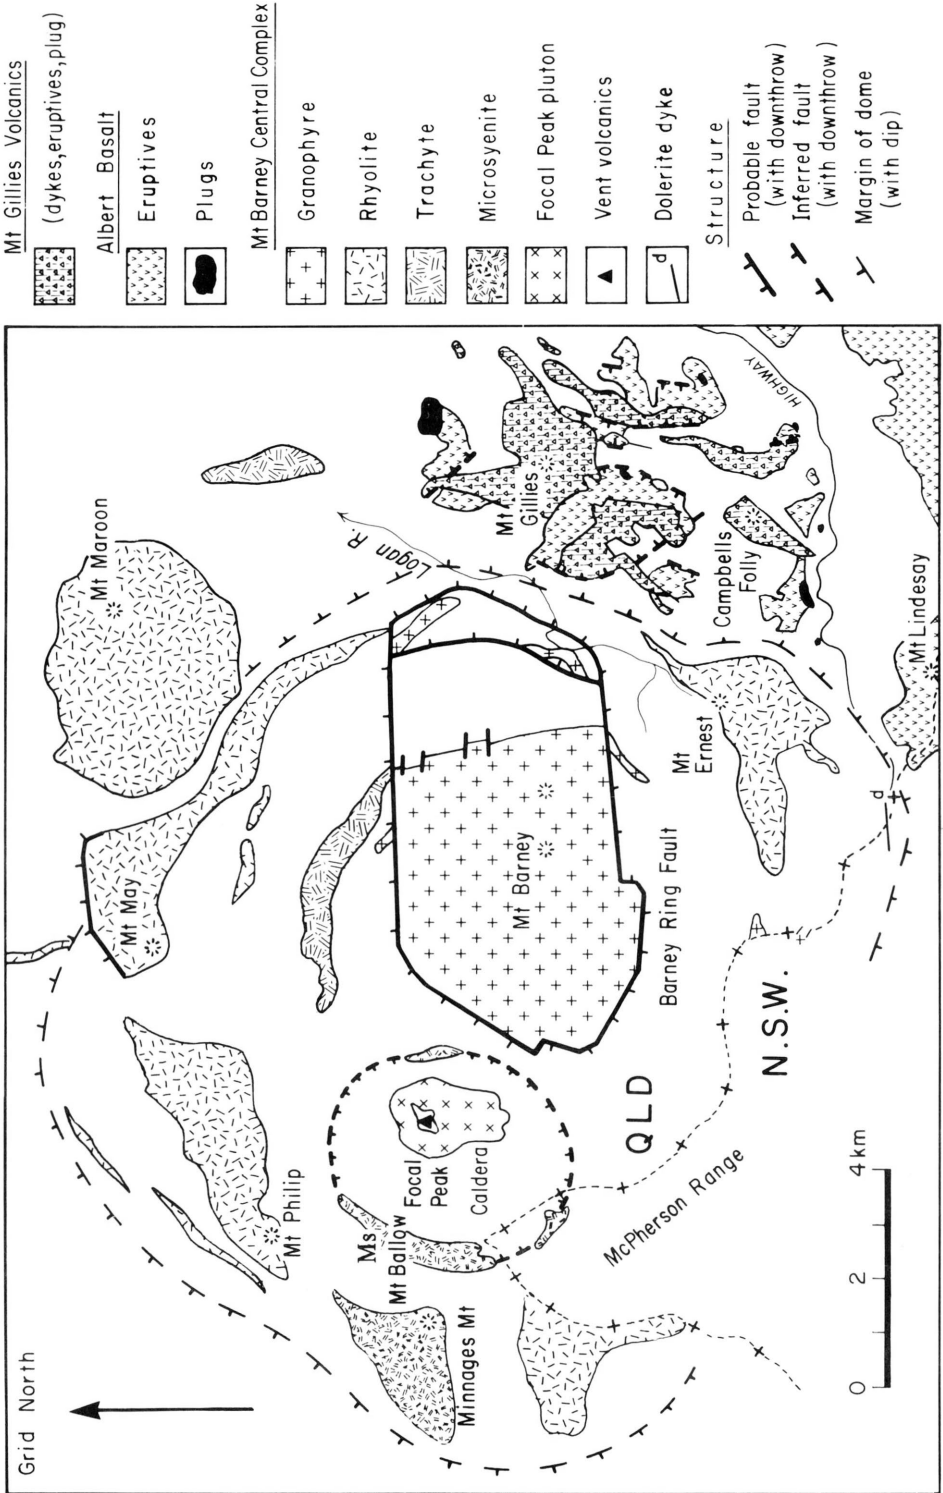 Mt Gillies Volcanics
(dykes,eruptives,plug)
Albert Basalt
Eruptives
Plugs
Mt Barney Central Complex
Granophyre
Rhyolite
Trachyte
Microsyenite
Focal Peak pluton
Vent volcanics
d
Dolerite dyke
Structure
Probable fault
(with downthrow)
Inferred fault
(with downthrow)
Margin of dome
(with dip)
Grid North
Mt Maroon
Mt May
Mt Philip
Logan R.
Mt
Gillies
Campbells
Folly
HIGHWAY
Mt Lindesay
Mt
Ernest
Mt Barney
Barney Ring Fault
Focal
Peak
Caldera
Ms
Mt Ballow
Minnages Mt
McPherson Range
QLD
N.S.W.
d
0
2
4 km